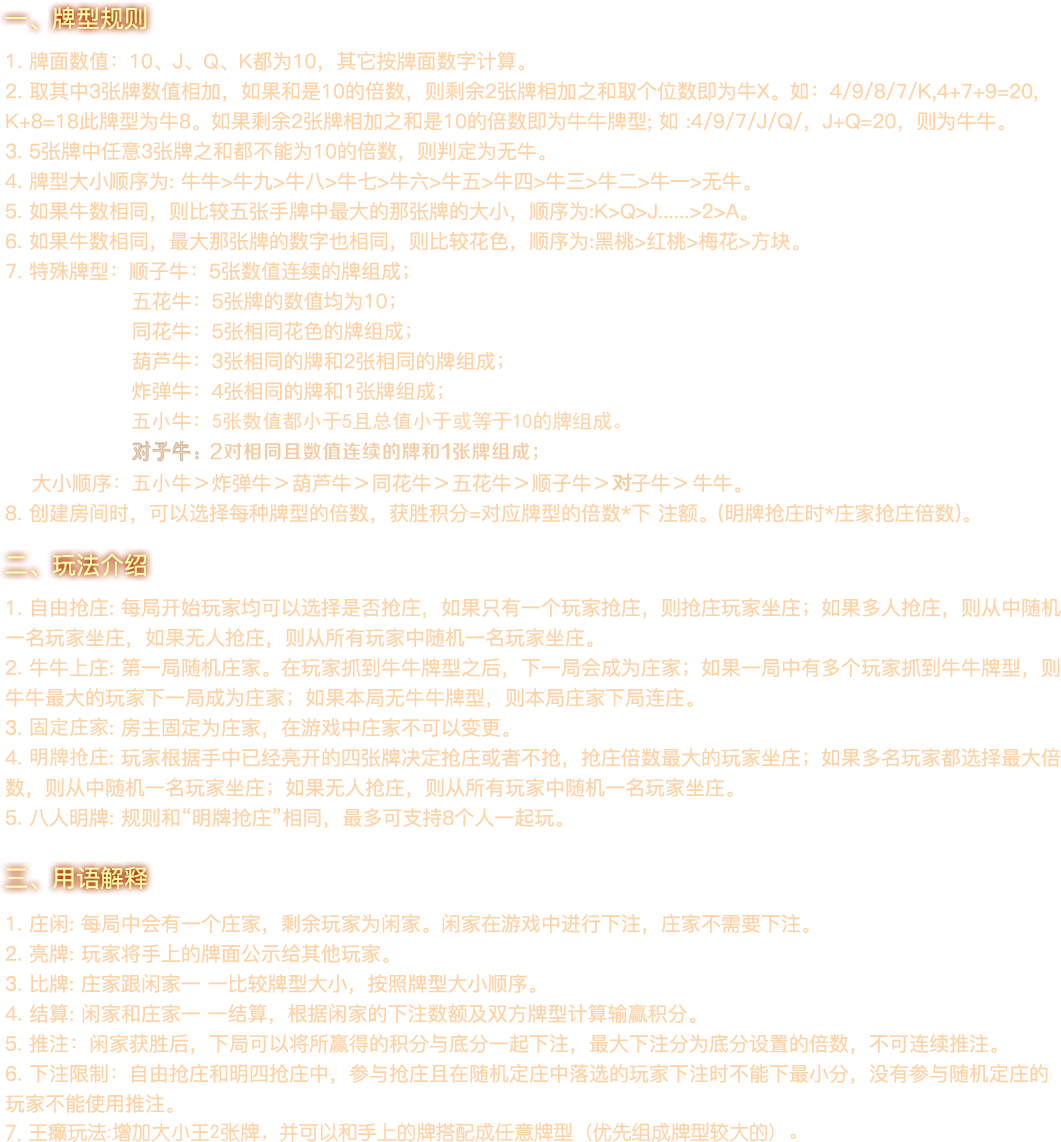 一、牌型规则
1. 牌面数值：10、J、Q、K都为10，其它按牌面数字计算。
2. 取其中3张牌数值相加，如果和是10的倍数，则剩余2张牌相加之和取个位数即为牛X。如：4/9/8/7/K,4+7+9=20,
K+8=18此牌型为牛8。如果剩余2张牌相加之和是10的倍数即为牛牛牌型; 如 :4/9/7/J/Q/，J+Q=20，则为牛牛。
3. 5张牌中任意3张牌之和都不能为10的倍数，则判定为无牛。
4. 牌型大小顺序为: 牛牛>牛九>牛八>牛七>牛六>牛五>牛四>牛三>牛二>牛一>无牛。
5. 如果牛数相同，则比较五张手牌中最大的那张牌的大小，顺序为:K>Q>J......>2>A。
6. 如果牛数相同，最大那张牌的数字也相同，则比较花色，顺序为:黑桃>红桃>梅花>方块。
7. 特殊牌型：顺子牛：5张数值连续的牌组成；
五花牛：5张牌的数值均为10；
同花牛：5张相同花色的牌组成；
葫芦牛：3张相同的牌和2张相同的牌组成；
炸弹牛：4张相同的牌和1张牌组成；
五小牛：5张数值都小于5且总值小于或等于10的牌组成。
对子牛：2对相同且数值连续的牌和1张牌组成；
大小顺序：五小牛＞炸弹牛＞葫芦牛＞同花牛＞五花牛＞顺子牛＞对子牛＞牛牛。
8. 创建房间时，可以选择每种牌型的倍数，获胜积分=对应牌型的倍数*下 注额。(明牌抢庄时*庄家抢庄倍数)。
二、玩法介绍
1. 自由抢庄: 每局开始玩家均可以选择是否抢庄，如果只有一个玩家抢庄，则抢庄玩家坐庄；如果多人抢庄，则从中随机
一名玩家坐庄，如果无人抢庄，则从所有玩家中随机一名玩家坐庄。
2. 牛牛上庄: 第一局随机庄家。在玩家抓到牛牛牌型之后，下一局会成为庄家；如果一局中有多个玩家抓到牛牛牌型，则
牛牛最大的玩家下一局成为庄家；如果本局无牛牛牌型，则本局庄家下局连庄。
3. 固定庄家: 房主固定为庄家，在游戏中庄家不可以变更。
4. 明牌抢庄: 玩家根据手中已经亮开的四张牌决定抢庄或者不抢，抢庄倍数最大的玩家坐庄；如果多名玩家都选择最大倍
数，则从中随机一名玩家坐庄；如果无人抢庄，则从所有玩家中随机一名玩家坐庄。
5. 八人明牌: 规则和“明牌抢庄”相同，最多可支持8个人一起玩。
三、用语解释
1. 庄闲: 每局中会有一个庄家，剩余玩家为闲家。闲家在游戏中进行下注，庄家不需要下注。
2. 亮牌: 玩家将手上的牌面公示给其他玩家。
3. 比牌: 庄家跟闲家一 一比较牌型大小，按照牌型大小顺序。
4. 结算: 闲家和庄家一 一结算，根据闲家的下注数额及双方牌型计算输赢积分。
5. 推注：闲家获胜后，下局可以将所赢得的积分与底分一起下注，最大下注分为底分设置的倍数，不可连续推注。
6. 下注限制：自由抢庄和明四抢庄中，参与抢庄且在随机定庄中落选的玩家下注时不能下最小分，没有参与随机定庄的
玩家不能使用推注。
7. 王癞玩法:增加大小王2张牌，并可以和手上的牌搭配成任意牌型（优先组成牌型较大的）。